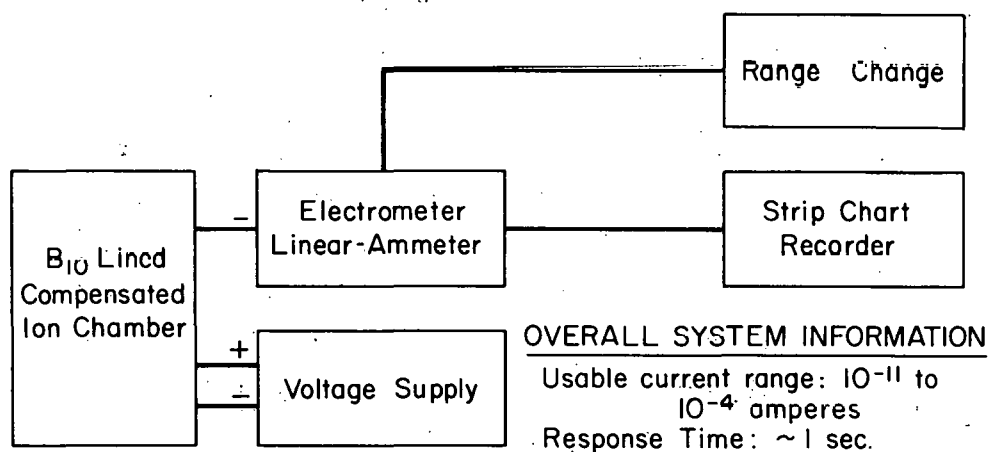 Range Change
Electrometer
Linear-Ammeter
Strip Chart
Recorder
B₁₀ Lined
Compensated
Ion Chamber
Voltage Supply
−
+
−
OVERALL SYSTEM INFORMATION
Usable current range: 10⁻¹¹ to
10⁻⁴ amperes
Response Time: ~ 1 sec.